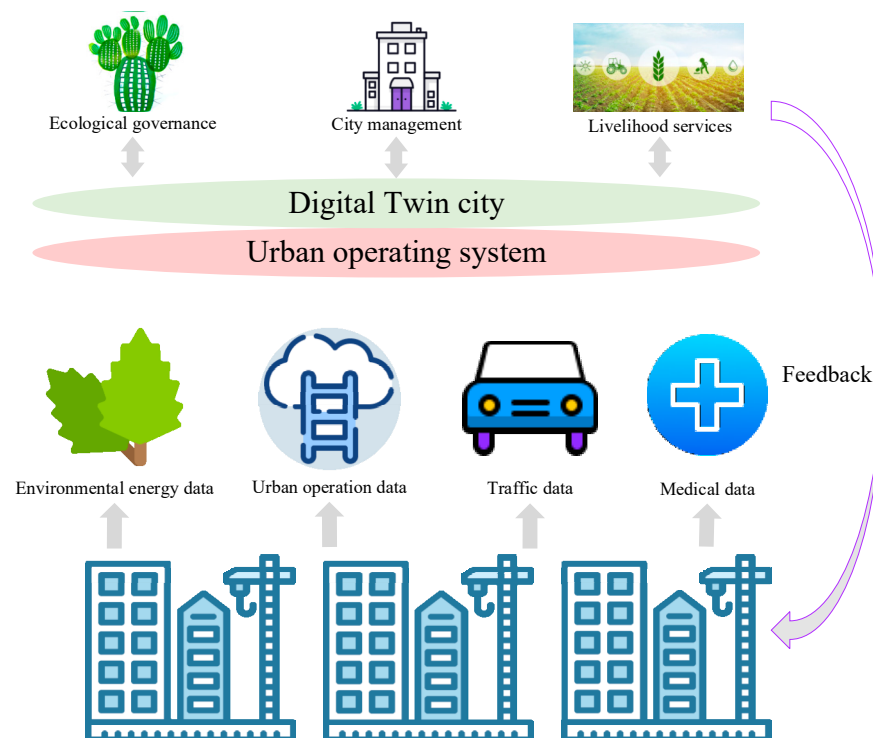 Ecological governance
City management
Livelihood services
Digital Twin city
Urban operating system
Feedback
Environmental energy data
Urban operation data
Traffic data
Medical data